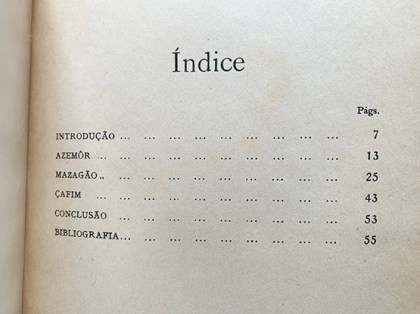 Índice
Págs.
INTRODUÇÃO ... ... ... ... ... ... ... ... ... 7
AZEMÔR ... ... ... ... ... ... ... ... ... ... 13
MAZAGÃO .. ... ... ... ... ... ... ... ... ... 25
ÇAFIM ... ... ... ... ... ... ... ... ... ... 43
CONCLUSÃO ... ... ... ... ... ... ... ... ... 53
BIBLIOGRAFIA... ... ... ... ... ... ... ... ... 55